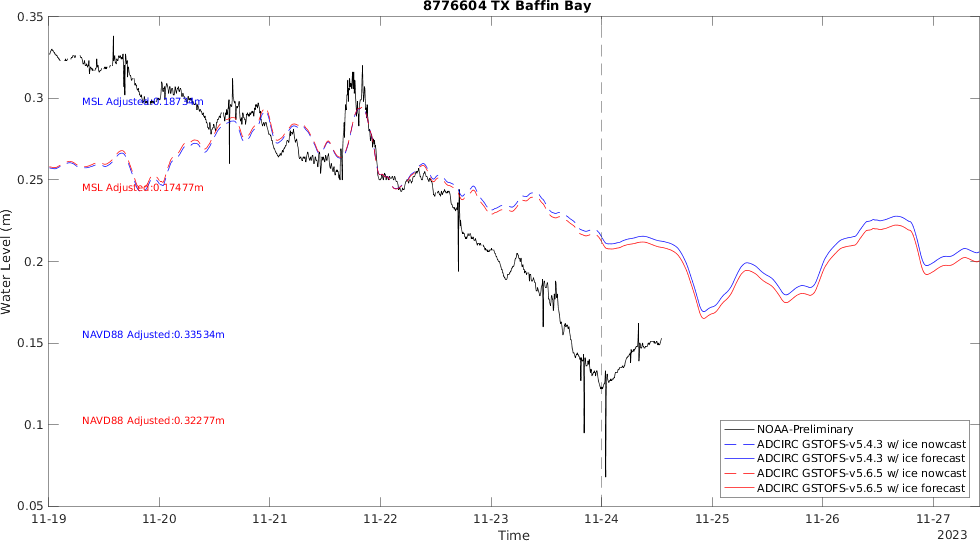 8776604 TX Baffin Bay
0.35
0.3
0.25
0.2
0.15
0.1
0.05
Water Level (m)
MSL Adjusted:0.18734m
MSL Adjusted:0.17477m
NAVD88 Adjusted:0.33534m
NAVD88 Adjusted:0.32277m
NOAA-Preliminary
ADCIRC GSTOFS-v5.4.3 w/ ice nowcast
ADCIRC GSTOFS-v5.4.3 w/ ice forecast
ADCIRC GSTOFS-v5.6.5 w/ ice nowcast
ADCIRC GSTOFS-v5.6.5 w/ ice forecast
11-19 11-20 11-21 11-22 11-23 11-24 11-25 11-26 11-27
Time
2023